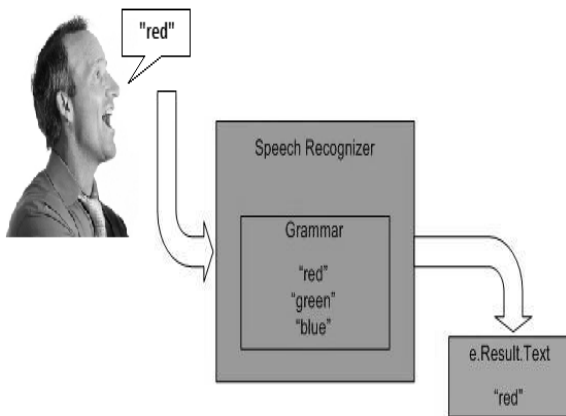 "red"
Speech Recognizer
Grammar
“red”
“green”
“blue”
e.Result.Text
“red”